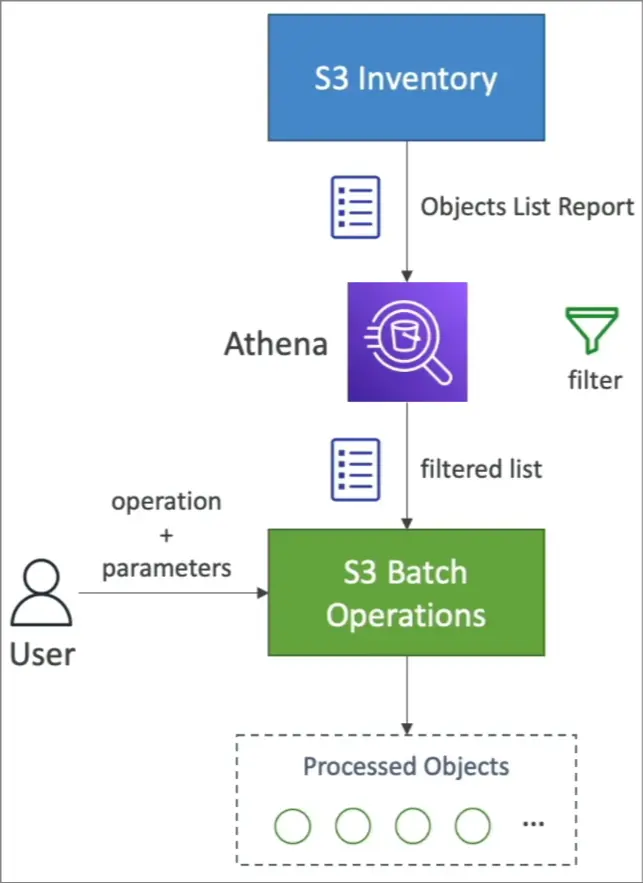 S3 Inventory
Objects List Report
Athena
filter
filtered list
operation
+
parameters
S3 Batch
Operations
User
Processed Objects
...